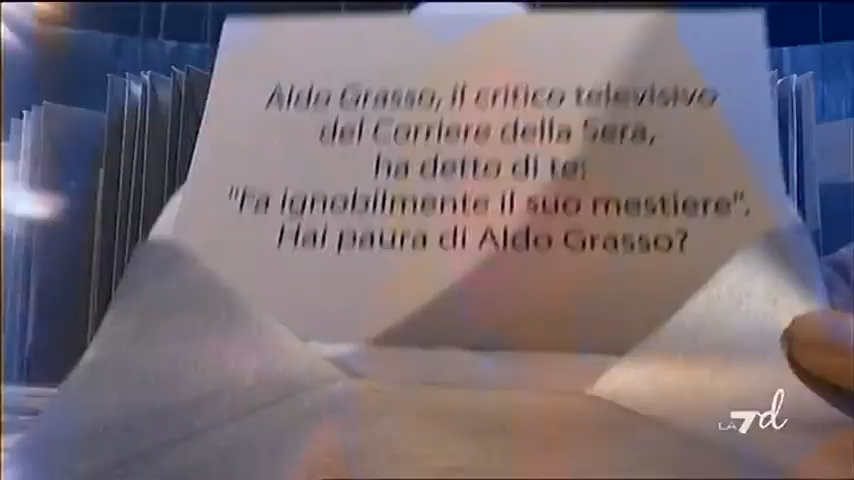 Aldo Grasso, il critico televisivo
del Corriere della Sera,
ha detto di te:
"Fa ignobilmente il suo mestiere".
Hai paura di Aldo Grasso?
LA7d